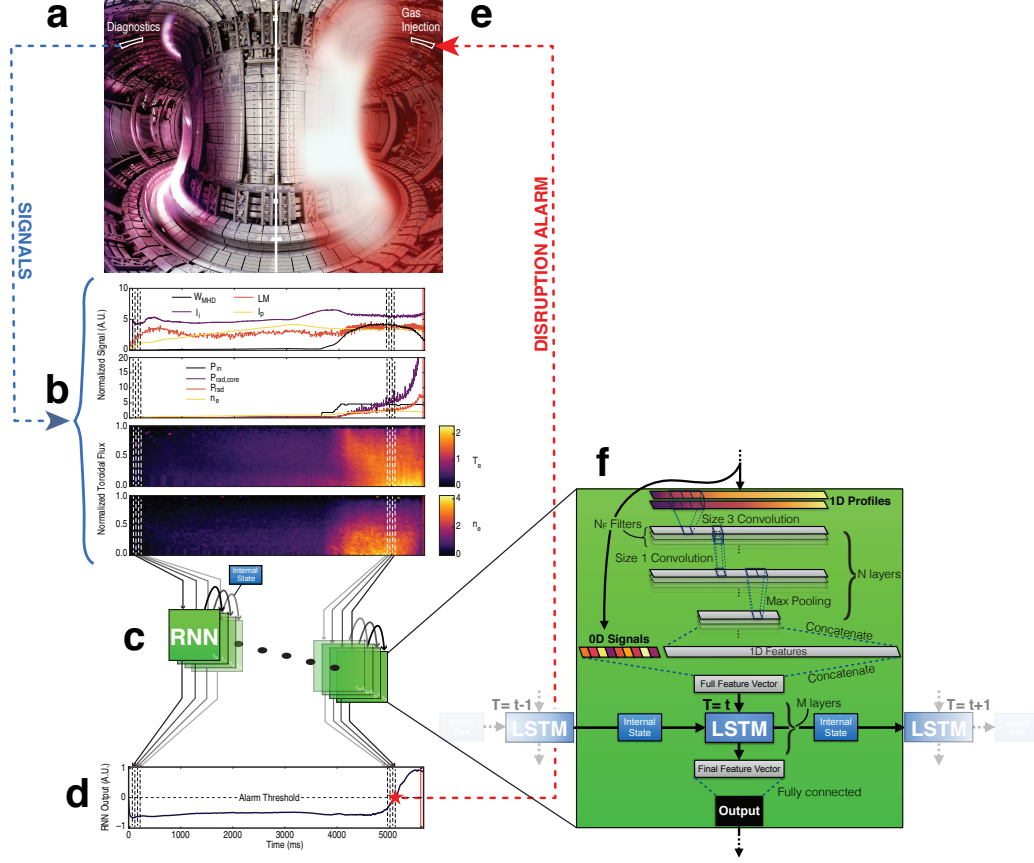 a
e
Diagnostics
Gas
Injection
SIGNALS
DISRUPTION ALARM
b
Normalized Signal (A.U.)
10
5
0
W_MHD
LM
l_i
I_p
20
15
10
5
0
P_in
P_rad,core
P_rad
n_e
Normalized Toroidal Flux
1.0
0.5
0.0
2
1
0
T_e
1.0
0.5
0.0
4
2
0
n_e
Internal
State
c
RNN
d
RNN Output (A.U.)
1
0
−1
Alarm Threshold
0
1000
2000
3000
4000
5000
Time (ms)
f
1D Profiles
N_F Filters
Size 3 Convolution
Size 1 Convolution
N layers
Max Pooling
Concatenate
0D Signals
1D Features
Concatenate
Full Feature Vector
T= t-1
T= t
M layers
T= t+1
LSTM
Internal
State
LSTM
Internal
State
LSTM
Final Feature Vector
Fully connected
Output